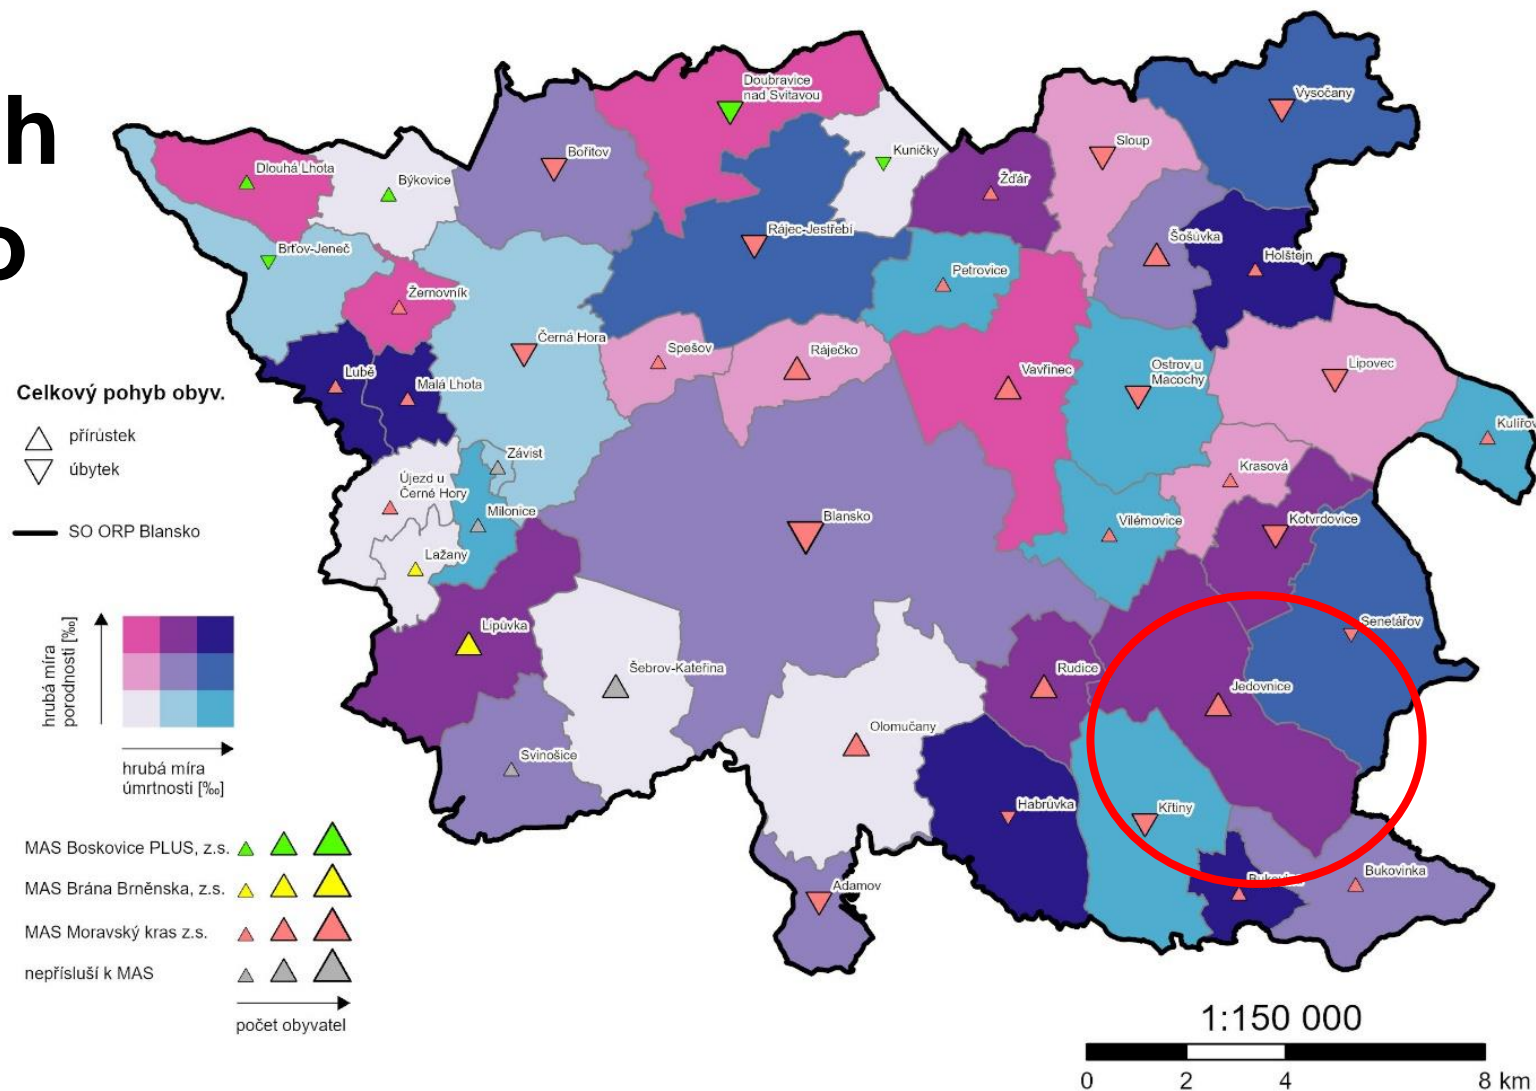 h
Doubravice
nad Svitavou
Vysočany
Bořitov
Kuničky
Sloup
Dlouhá Lhota
Býkovice
Žďár
Brťov-Jeneč
Rájec-Jestřebí
Šošůvka
Holštejn
Petrovice
Žernovník
Černá Hora
Spešov
Ráječko
Vavřinec
Ostrov u
Macochy
Lipovec
Lubě
Malá Lhota
Kulířov
Celkový pohyb obyv.
přírůstek
úbytek
SO ORP Blansko
Závist
Újezd u
Černé Hory
Krasová
Milonice
Blansko
Vilémovice
Kotvrdovice
Lažany
Lipůvka
Senetářov
Šebrov-Kateřina
Rudice
Jedovnice
Olomučany
Svinošice
Habrůvka
Křtiny
Bukovinka
Adamov
hrubá míra
porodnosti [‰]
hrubá míra
úmrtnosti [‰]
MAS Boskovice PLUS, z.s.
MAS Brána Brněnska, z.s.
MAS Moravský kras z.s.
nepřísluší k MAS
počet obyvatel
1:150 000
0 2 4 8 km